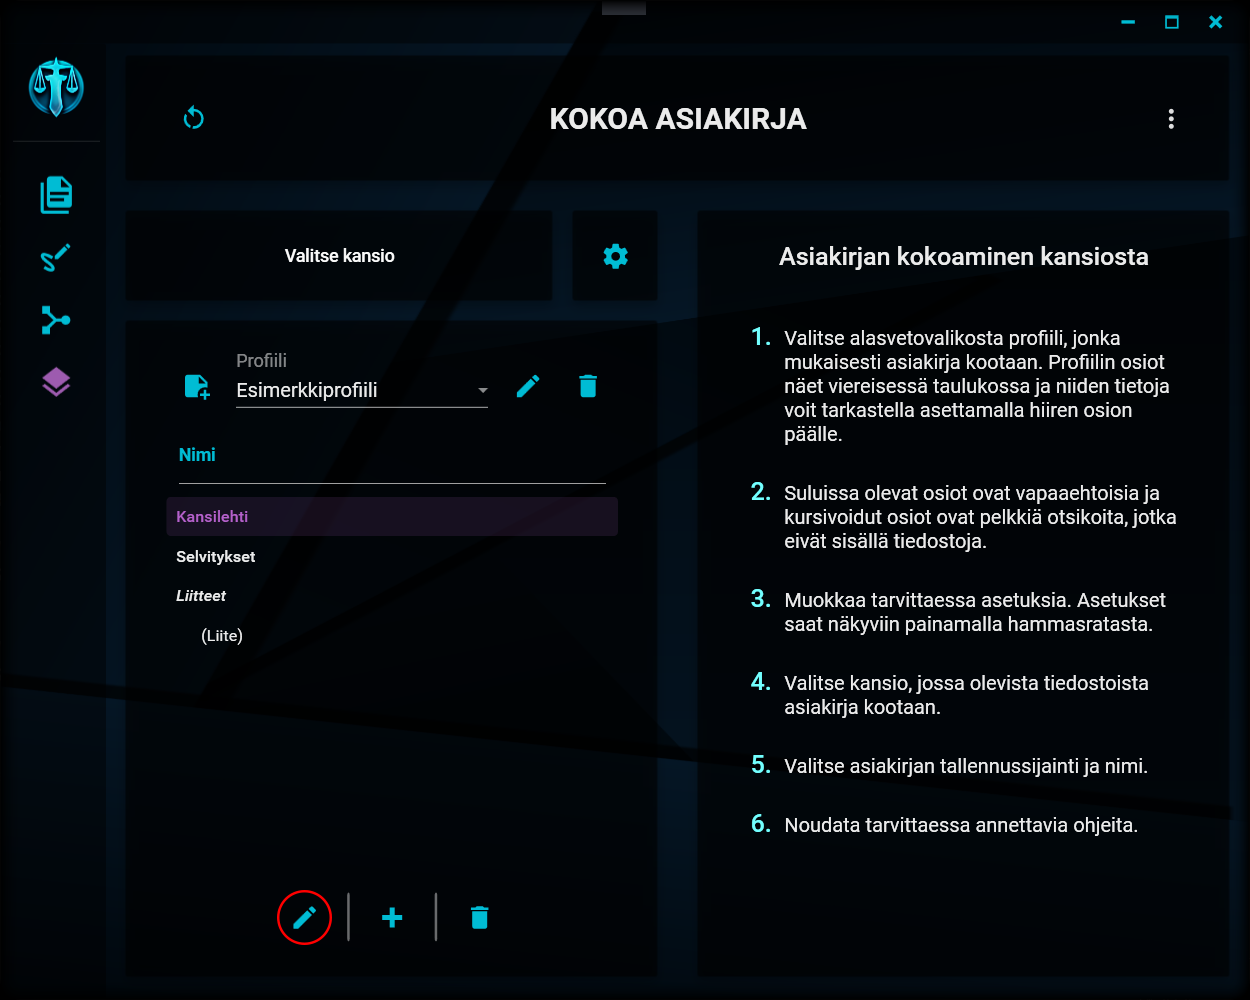 KOKOA ASIAKIRJA
Valitse kansio
Profiili
Esimerkkiprofiili
Nimi
Kansilehti
Selvitykset
Liitteet
(Liite)
Asiakirjan kokoaminen kansiosta
1. Valitse alasvetovalikosta profiili, jonka
mukaisesti asiakirja kootaan. Profiilin osiot
näet viereisessä taulukossa ja niiden tietoja
voit tarkastella asettamalla hiiren osion
päälle.
2. Suluissa olevat osiot ovat vapaaehtoisia ja
kursivoidut osiot ovat pelkkiä otsikoita, jotka
eivät sisällä tiedostoja.
3. Muokkaa tarvittaessa asetuksia. Asetukset
saat näkyviin painamalla hammasratasta.
4. Valitse kansio, jossa olevista tiedostoista
asiakirja kootaan.
5. Valitse asiakirjan tallennussijainti ja nimi.
6. Noudata tarvittaessa annettavia ohjeita.